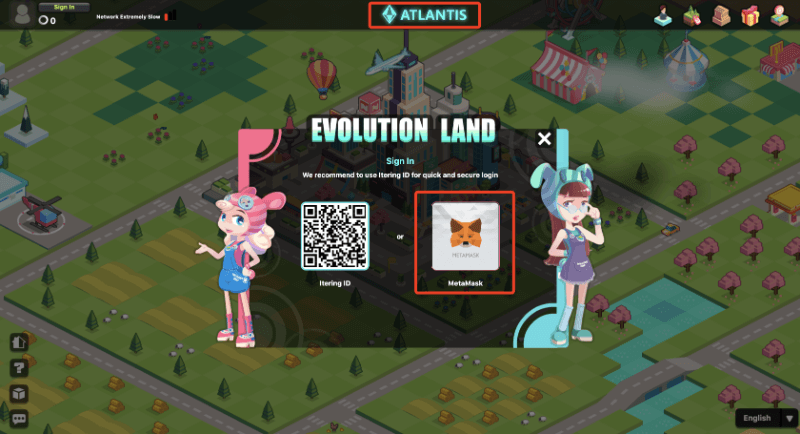 Sign In
0
Network Extremely Slow
ATLANTIS
EVOLUTION LAND
Sign In
We recommend to use Itering ID for quick and secure login
or
METAMASK
Itering ID
MetaMask
English